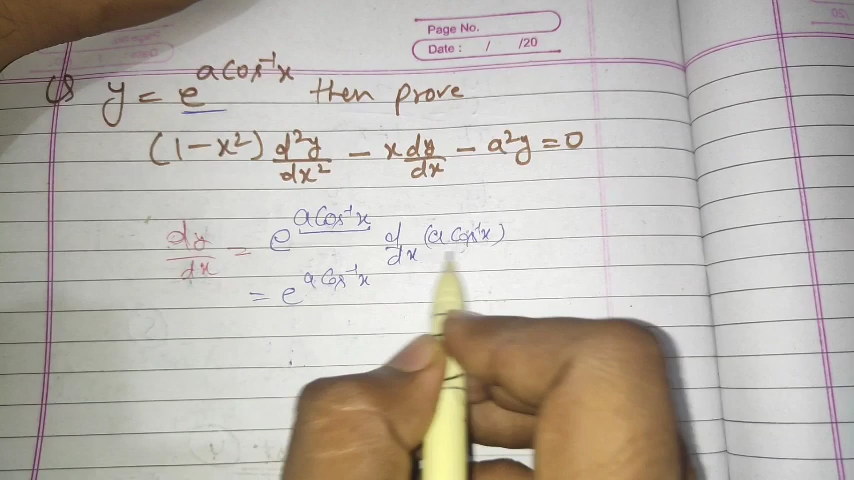 Page No.
Date : / /20
Q y = e^{a cos⁻¹x} then prove
(1-x²) d²y/dx² - x dy/dx - a²y = 0
dy/dx = e^{a cos⁻¹x} d/dx (a cos⁻¹x)
= e^{a cos⁻¹x}